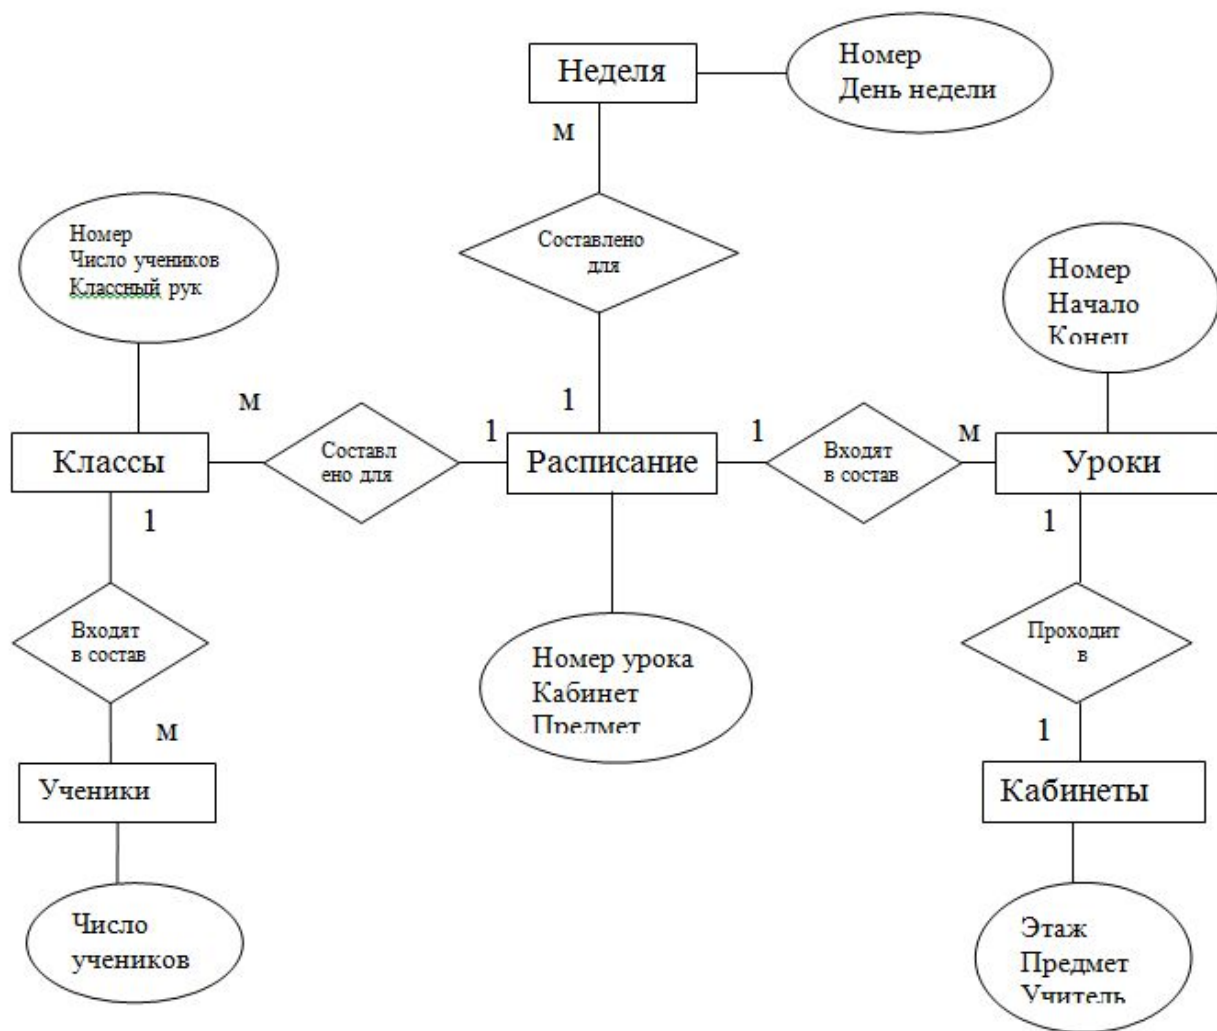 Неделя
Номер
День недели
м
Составлено
для
Номер
Число учеников
Классный рук
Номер
Начало
Конец
м
1
1
1
м
Классы
Составл
ено для
Расписание
Входят
в состав
Уроки
1
1
Входят
в состав
Проходит
в
Номер урока
Кабинет
Предмет
м
1
Ученики
Кабинеты
Число
учеников
Этаж
Предмет
Учитель